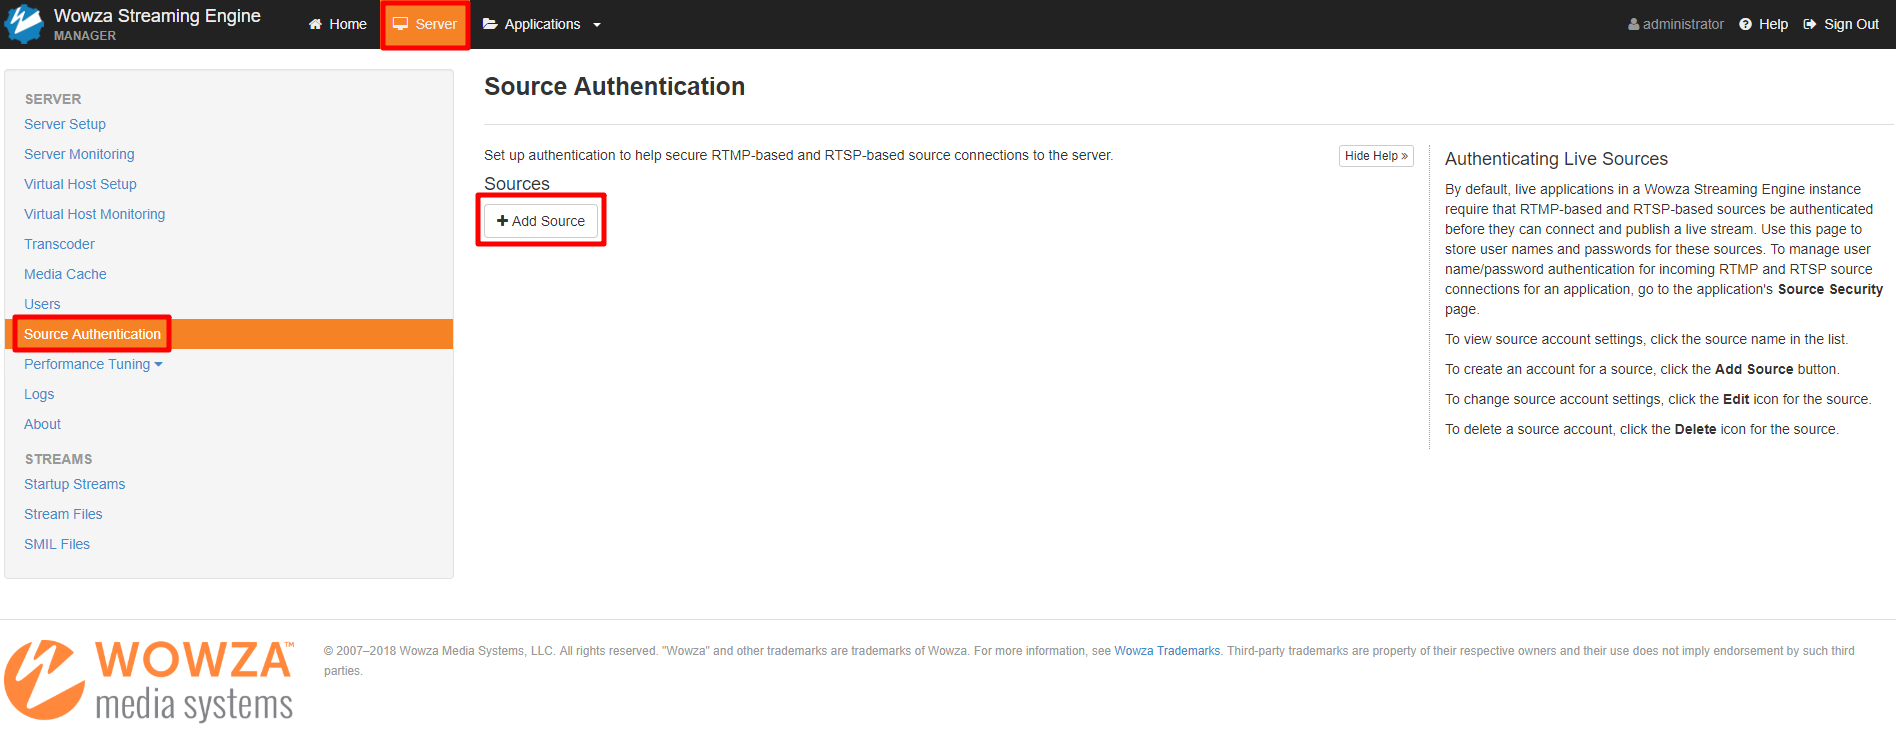 Wowza Streaming Engine
MANAGER
Home
Server
Applications
administrator
Help
Sign Out
SERVER
Server Setup
Server Monitoring
Virtual Host Setup
Virtual Host Monitoring
Transcoder
Media Cache
Users
Source Authentication
Performance Tuning
Logs
About
STREAMS
Startup Streams
Stream Files
SMIL Files
Source Authentication
Set up authentication to help secure RTMP-based and RTSP-based source connections to the server.
Hide Help »
Sources
+ Add Source
Authenticating Live Sources
By default, live applications in a Wowza Streaming Engine instance
require that RTMP-based and RTSP-based sources be authenticated
before they can connect and publish a live stream. Use this page to
store user names and passwords for these sources. To manage user
name/password authentication for incoming RTMP and RTSP source
connections for an application, go to the application's Source Security
page.
To view source account settings, click the source name in the list.
To create an account for a source, click the Add Source button.
To change source account settings, click the Edit icon for the source.
To delete a source account, click the Delete icon for the source.
WOWZA™
media systems
© 2007–2018 Wowza Media Systems, LLC. All rights reserved. "Wowza" and other trademarks are trademarks of Wowza. For more information, see Wowza Trademarks. Third-party trademarks are property of their respective owners and their use does not imply endorsement by such third
parties.